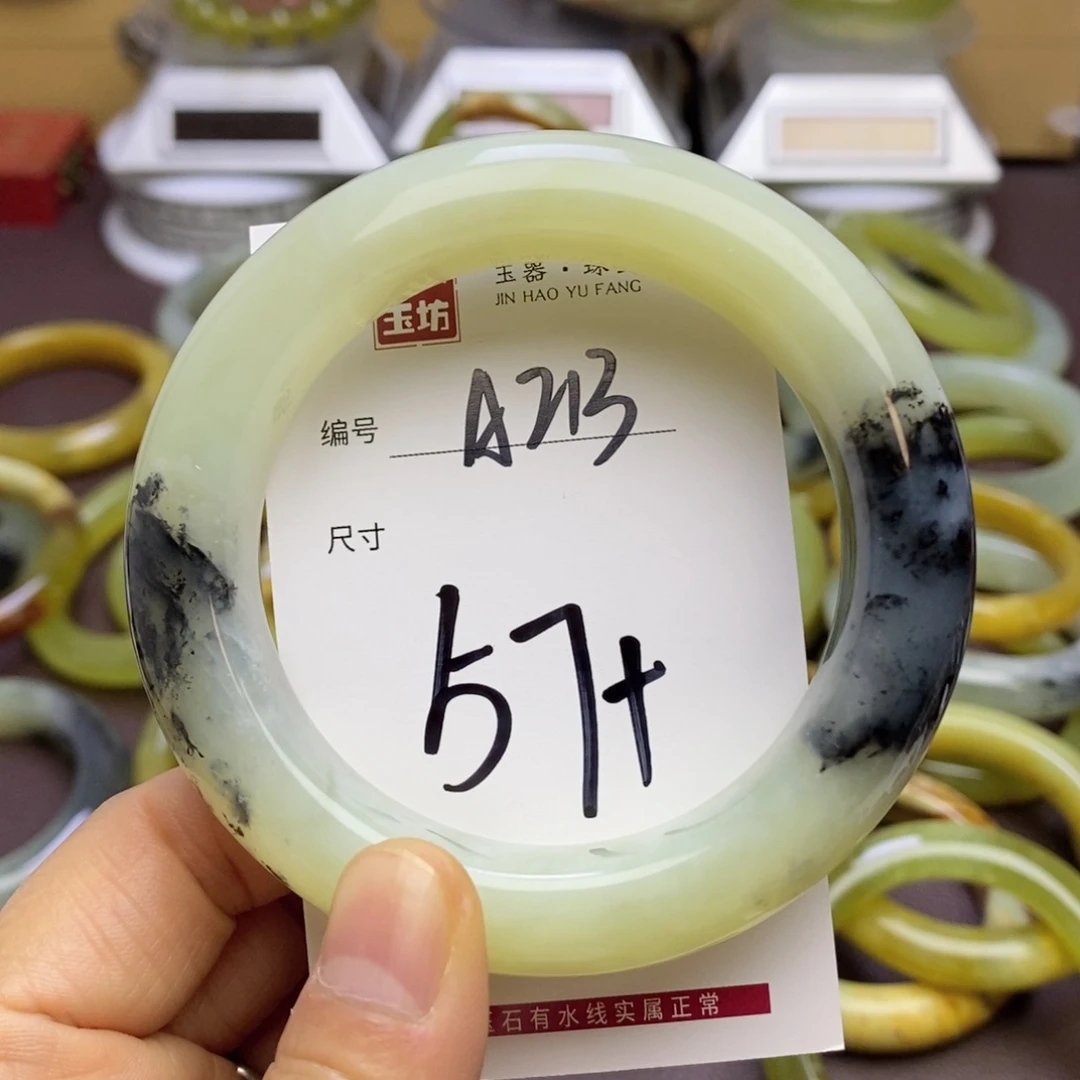 玉器·珠
玉坊
JIN HAO YU FANG
编号 A213
尺寸
57+
石有水线实属正常